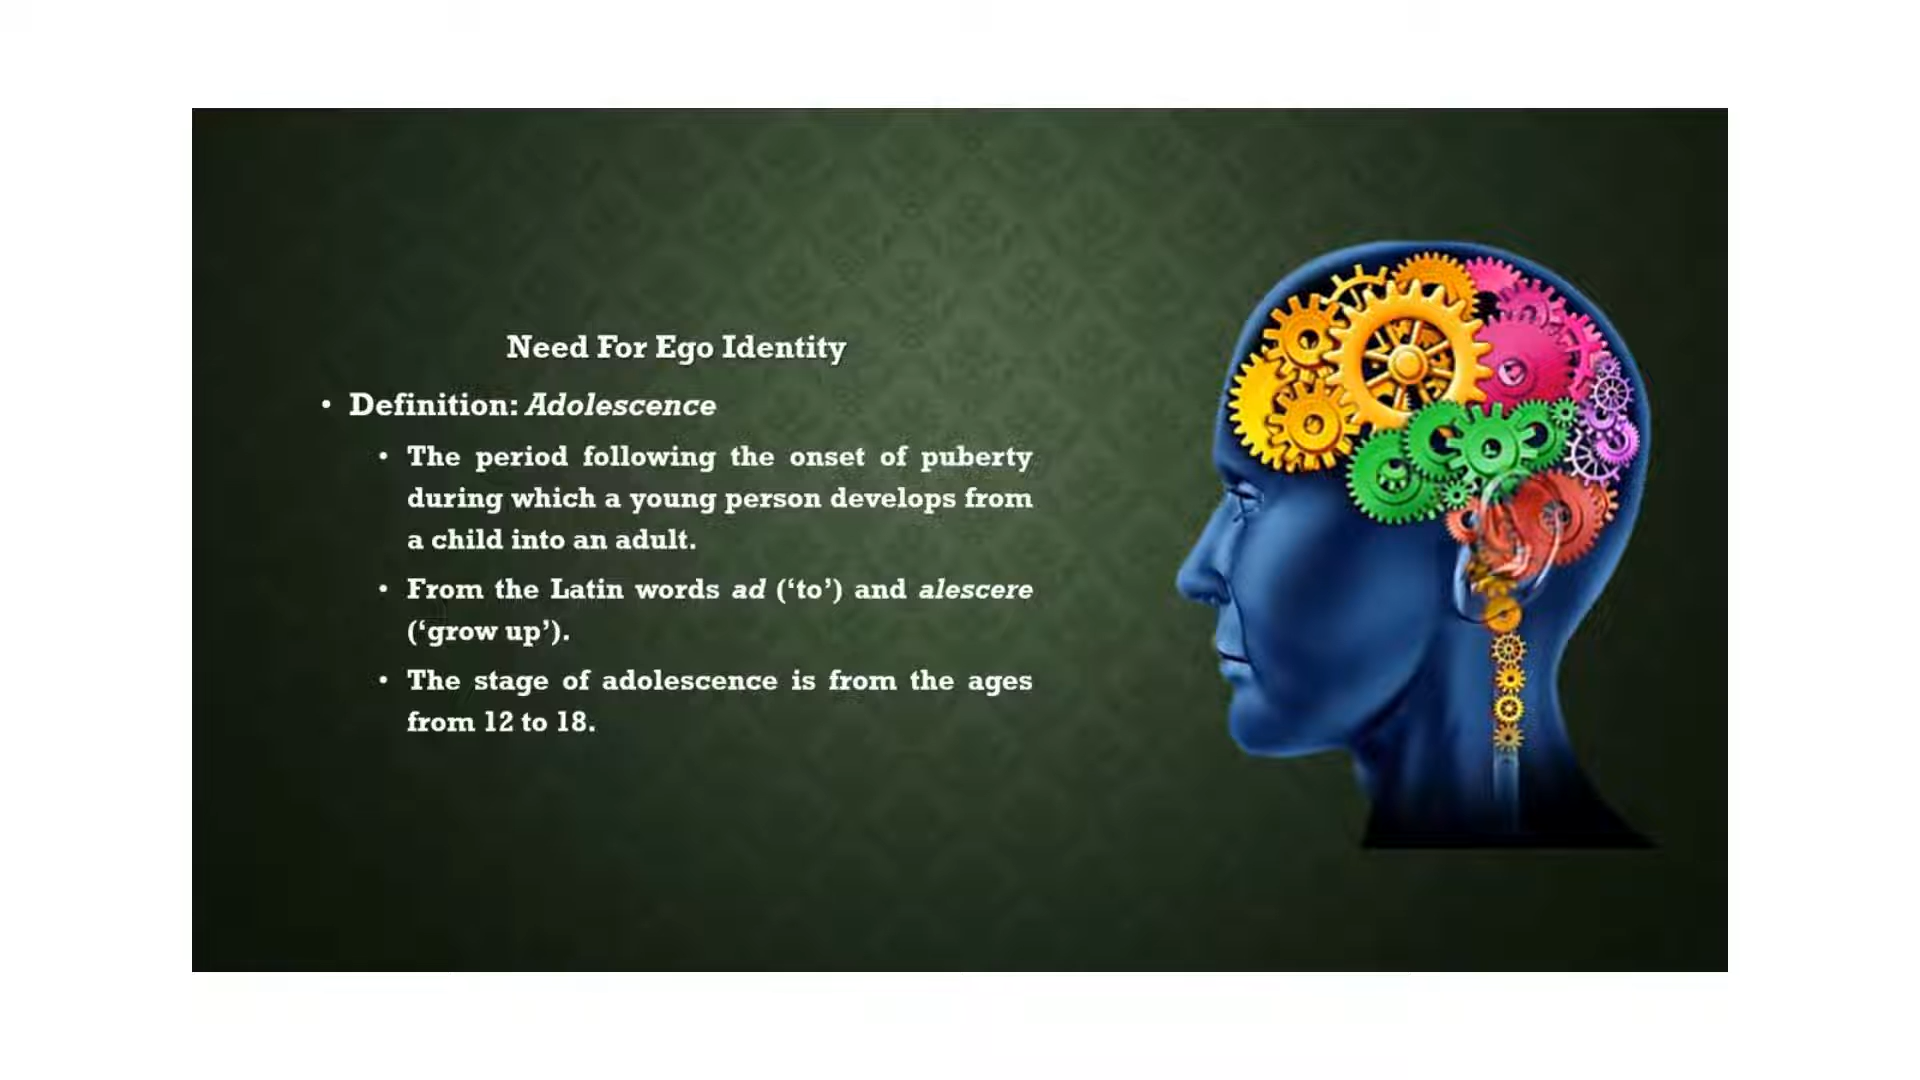 Need For Ego Identity
• Definition: Adolescence
• The period following the onset of puberty
during which a young person develops from
a child into an adult.
• From the Latin words ad (‘to’) and alescere
(‘grow up’).
• The stage of adolescence is from the ages
from 12 to 18.